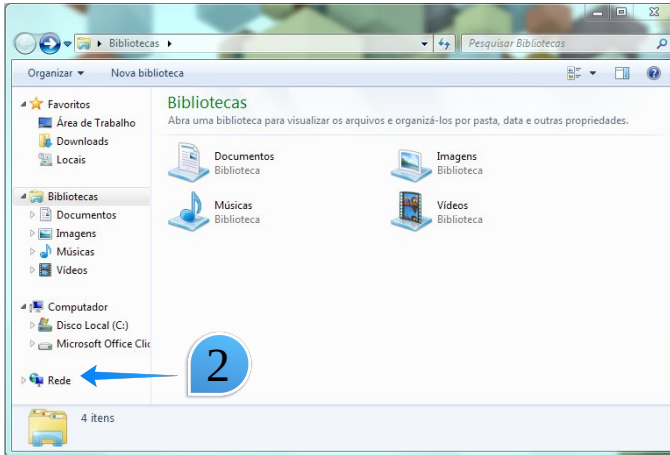 Bibliotecas
Pesquisar Bibliotecas
Organizar
Nova biblioteca
Favoritos
Área de Trabalho
Downloads
Locais
Bibliotecas
Documentos
Imagens
Músicas
Vídeos
Computador
Disco Local (C:)
Microsoft Office Clic
Rede
Bibliotecas
Abra uma biblioteca para visualizar os arquivos e organizá-los por pasta, data e outras propriedades.
Documentos
Biblioteca
Imagens
Biblioteca
Músicas
Biblioteca
Vídeos
Biblioteca
2
4 itens